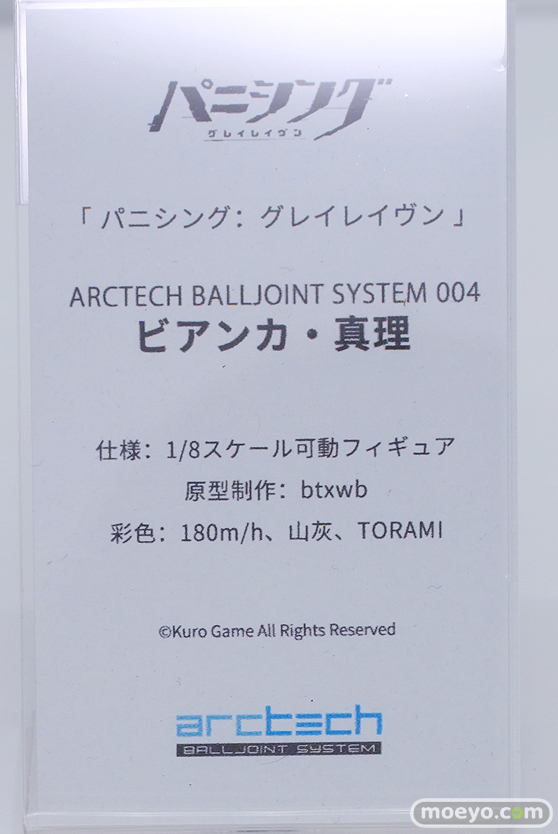 パニシング
グレイレイヴン
「 パニシング：グレイレイヴン 」
ARCTECH BALLJOINT SYSTEM 004
ビアンカ・真理
仕様：1/8スケール可動フィギュア
原型制作：btxwb
彩色：180m/h、山灰、TORAMI
©Kuro Game All Rights Reserved
arctech
BALLJOINT SYSTEM
moeyo.com